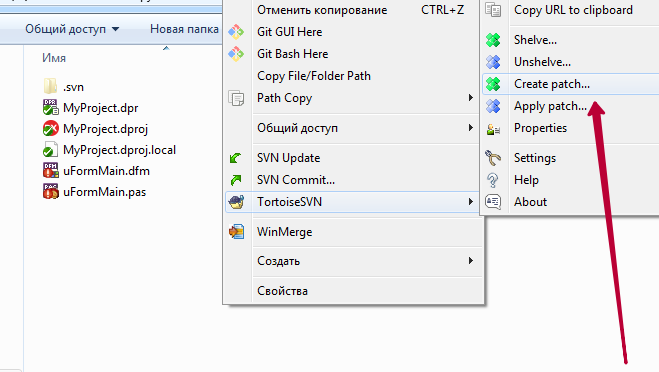 Общий доступ
Новая папка
Имя
.svn
MyProject.dpr
MyProject.dproj
MyProject.dproj.local
uFormMain.dfm
uFormMain.pas
Отменить копирование CTRL+Z
Git GUI Here
Git Bash Here
Copy File/Folder Path
Path Copy
Общий доступ
SVN Update
SVN Commit...
TortoiseSVN
WinMerge
Создать
Свойства
Copy URL to clipboard
Shelve...
Unshelve...
Create patch...
Apply patch...
Properties
Settings
Help
About